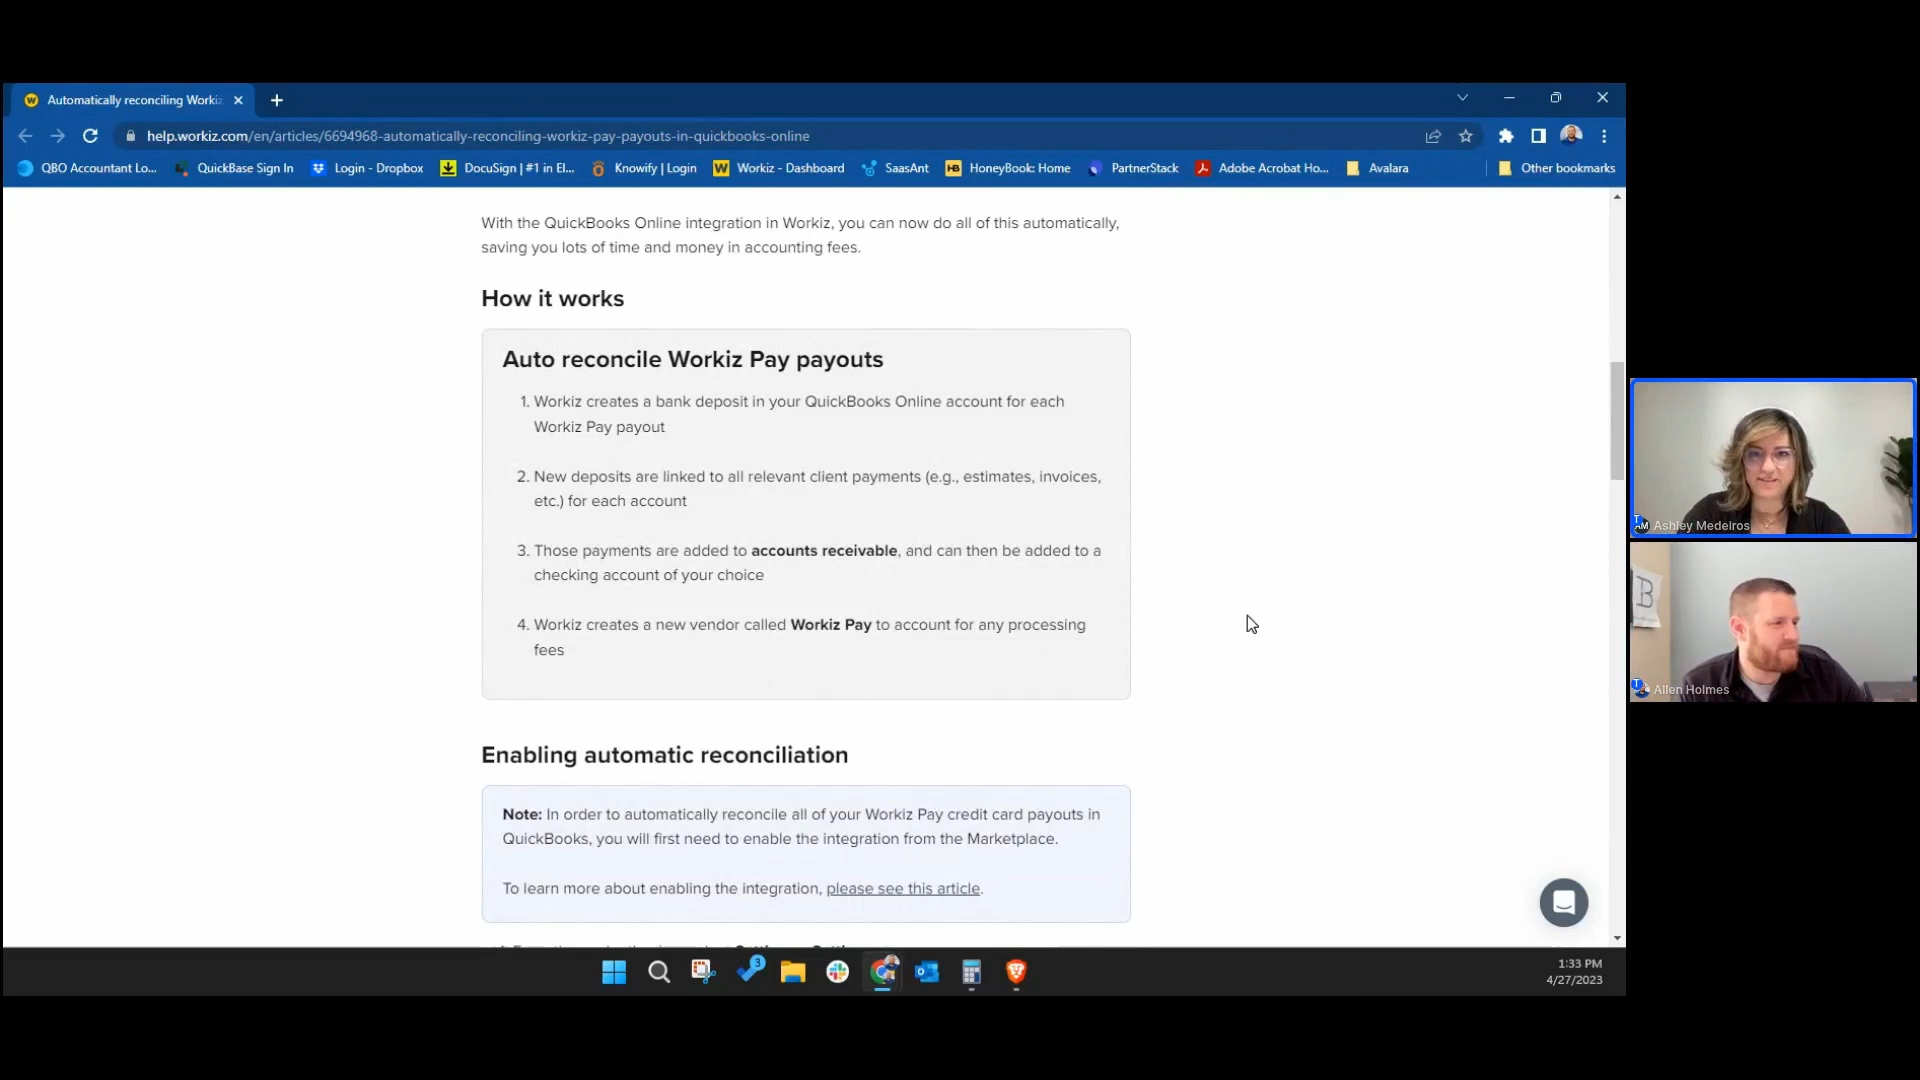 Automatically reconciling Workiz
help.workiz.com/en/articles/6694968-automatically-reconciling-workiz-pay-payouts-in-quickbooks-online
QBO Accountant Lo...
QuickBase Sign In
Login - Dropbox
DocuSign | #1 in El...
Knowify | Login
Workiz - Dashboard
SaasAnt
HoneyBook: Home
PartnerStack
Adobe Acrobat Ho...
Avalara
Other bookmarks
With the QuickBooks Online integration in Workiz, you can now do all of this automatically,
saving you lots of time and money in accounting fees.
How it works
Auto reconcile Workiz Pay payouts
1. Workiz creates a bank deposit in your QuickBooks Online account for each
Workiz Pay payout
2. New deposits are linked to all relevant client payments (e.g., estimates, invoices,
etc.) for each account
3. Those payments are added to accounts receivable, and can then be added to a
checking account of your choice
4. Workiz creates a new vendor called Workiz Pay to account for any processing
fees
Enabling automatic reconciliation
Note: In order to automatically reconcile all of your Workiz Pay credit card payouts in
QuickBooks, you will first need to enable the integration from the Marketplace.
To learn more about enabling the integration, please see this article.
Ashley Medeiros
B
Allen Holmes
3
1:33 PM
4/27/2023